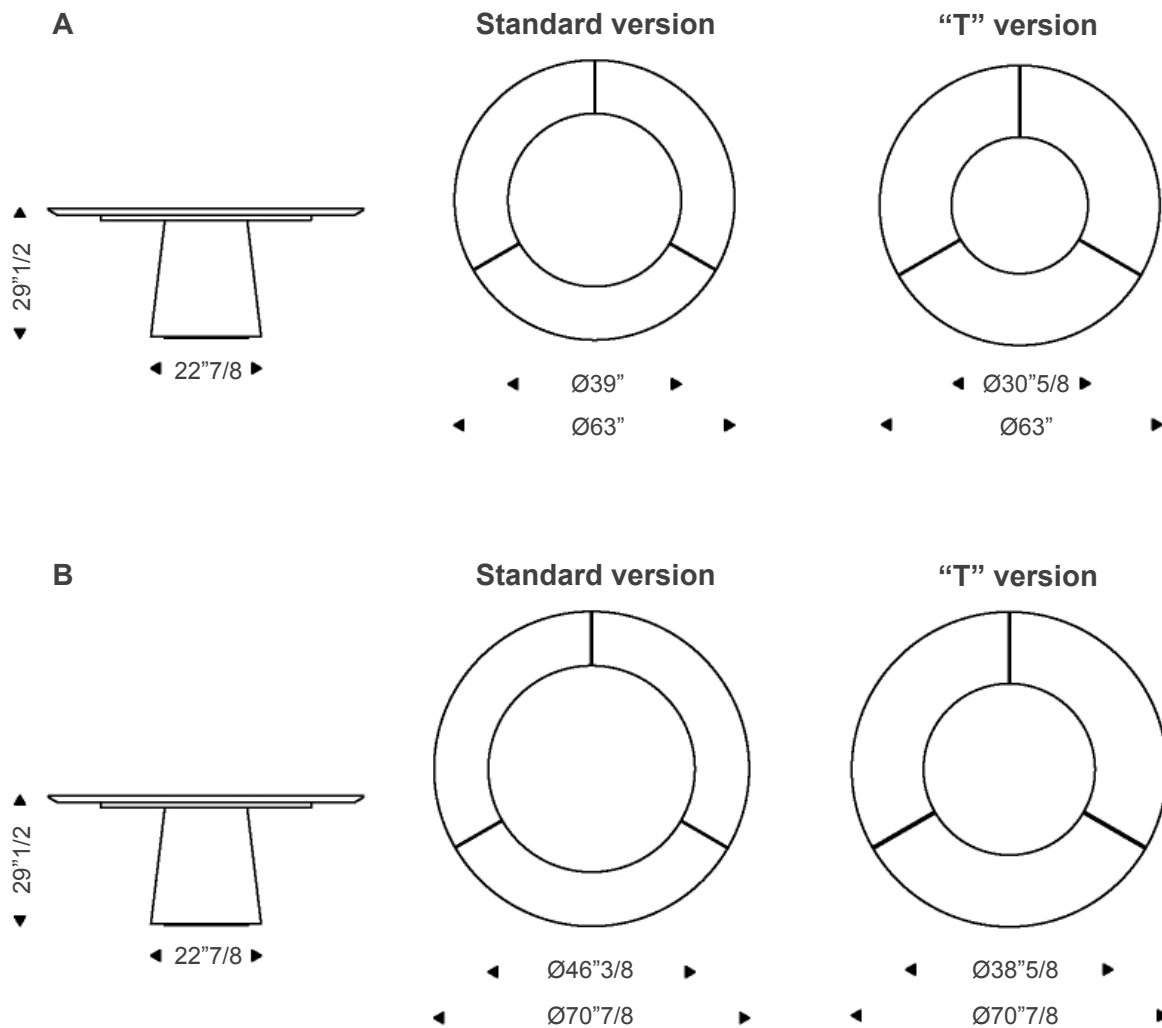 A
Standard version
“T” version
29”1/2
22”7/8
Ø39”
Ø30”5/8
Ø63”
Ø63”
B
Standard version
“T” version
29”1/2
22”7/8
Ø46”3/8
Ø38”5/8
Ø70”7/8
Ø70”7/8